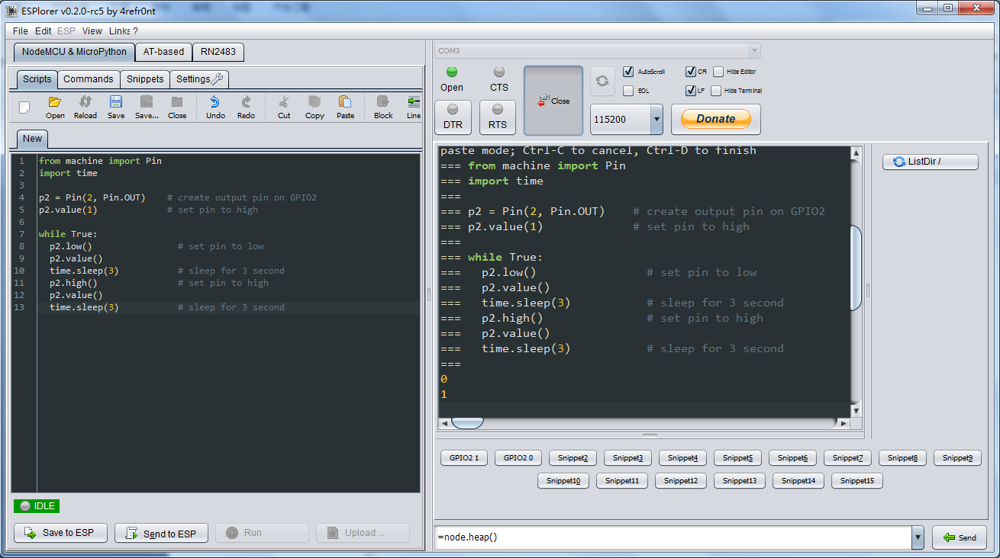 ESPlorer v0.2.0-rc5 by 4refr0nt
File Edit ESP View Links ?
NodeMCU & MicroPython AT-based RN2483
Scripts Commands Snippets Settings
Open Reload Save Save... Close Undo Redo Cut Copy Paste Block Line
New
1 from machine import Pin
2 import time
3
4 p2 = Pin(2, Pin.OUT) # create output pin on GPIO2
5 p2.value(1) # set pin to high
6
7 while True:
8 p2.low() # set pin to low
9 p2.value()
10 time.sleep(3) # sleep for 3 second
11 p2.high() # set pin to high
12 p2.value()
13 time.sleep(3) # sleep for 3 second
IDLE
Save to ESP Send to ESP Run Upload ...
COM3
Open CTS Close AutoScroll CR Hide Editor
EOL LF Hide Terminal
DTR RTS 115200 Donate
paste mode; Ctrl-C to cancel, Ctrl-D to finish
=== from machine import Pin
=== import time
===
=== p2 = Pin(2, Pin.OUT) # create output pin on GPIO2
=== p2.value(1) # set pin to high
===
=== while True:
=== p2.low() # set pin to low
=== p2.value()
=== time.sleep(3) # sleep for 3 second
=== p2.high() # set pin to high
=== p2.value()
=== time.sleep(3) # sleep for 3 second
===
0
1
ListDir /
GPIO2 1 GPIO2 0 Snippet2 Snippet3 Snippet4 Snippet5 Snippet6 Snippet7 Snippet8 Snippet9
Snippet10 Snippet11 Snippet12 Snippet13 Snippet14 Snippet15
=node.heap() Send